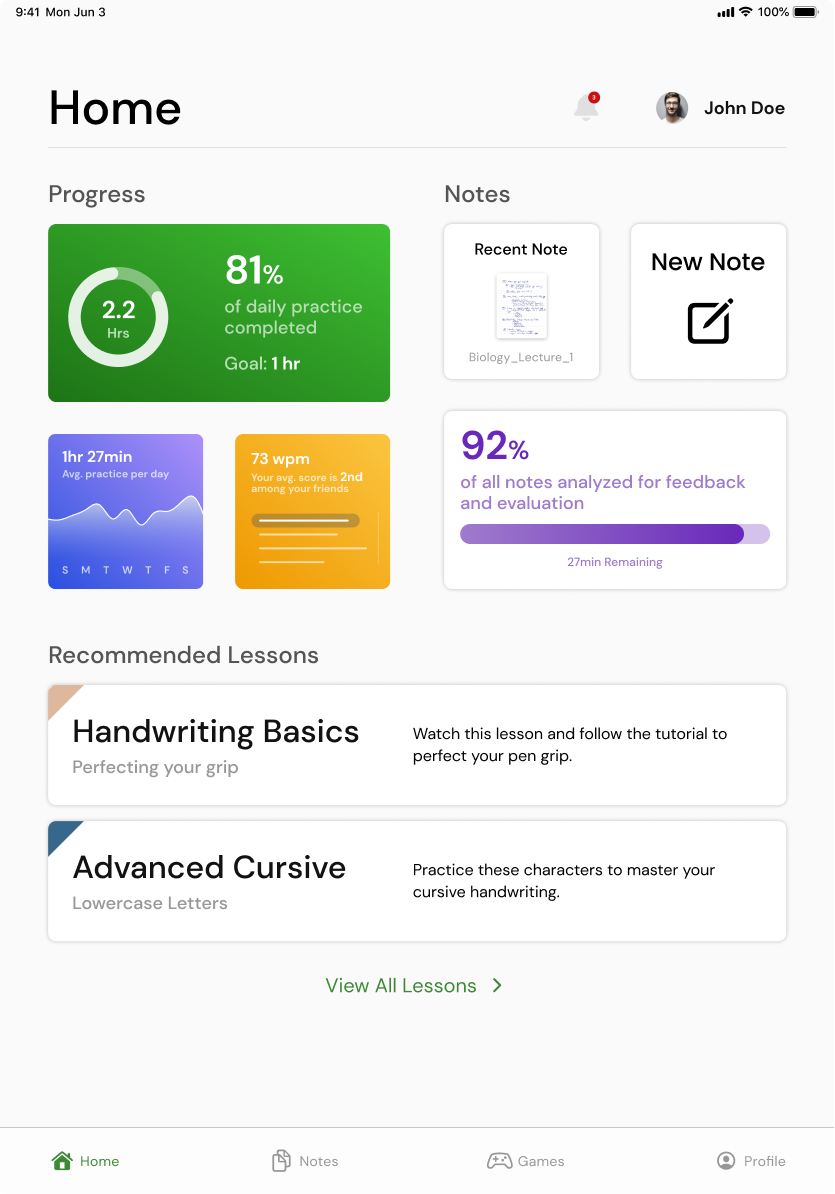 9:41 Mon Jun 3
100%
Home
3
John Doe
Progress
Notes
2.2
Hrs
81%
of daily practice
completed
Goal: 1 hr
Recent Note
Biology_Lecture_1
New Note
1hr 27min
Avg. practice per day
S M T W T F S
73 wpm
Your avg. score is 2nd
among your friends
92%
of all notes analyzed for feedback
and evaluation
27min Remaining
Recommended Lessons
Handwriting Basics
Perfecting your grip
Watch this lesson and follow the tutorial to
perfect your pen grip.
Advanced Cursive
Lowercase Letters
Practice these characters to master your
cursive handwriting.
View All Lessons
Home
Notes
Games
Profile